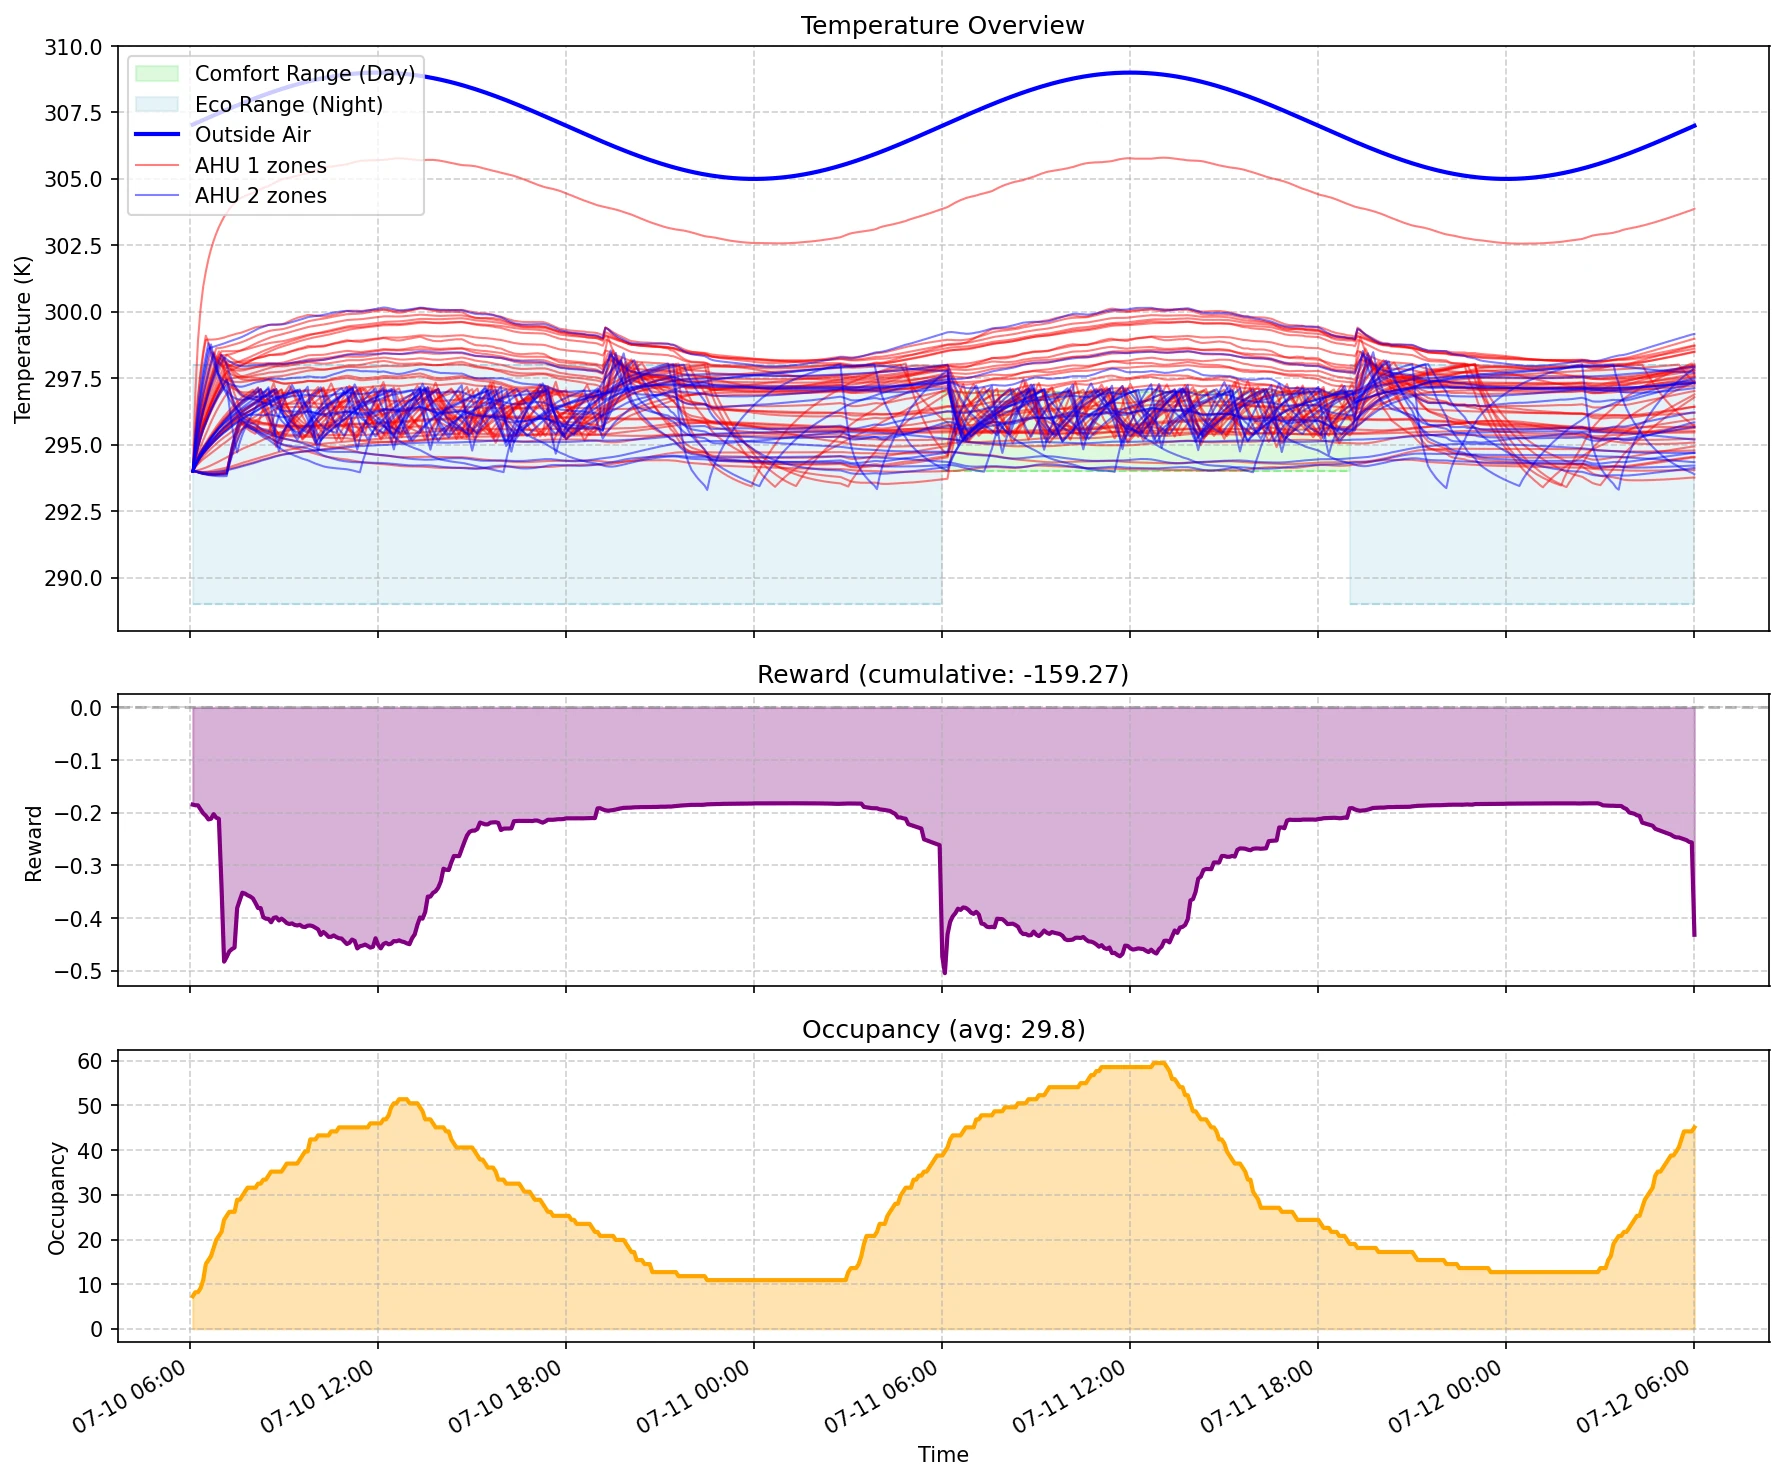 Temperature Overview
310.0
307.5
305.0
302.5
300.0
297.5
295.0
292.5
290.0
Temperature (K)
Comfort Range (Day)
Eco Range (Night)
Outside Air
AHU 1 zones
AHU 2 zones
Reward (cumulative: -159.27)
0.0
−0.1
−0.2
−0.3
−0.4
−0.5
Reward
Occupancy (avg: 29.8)
60
50
40
30
20
10
0
Occupancy
07-10 06:00
07-10 12:00
07-10 18:00
07-11 00:00
07-11 06:00
07-11 12:00
07-11 18:00
07-12 00:00
07-12 06:00
Time